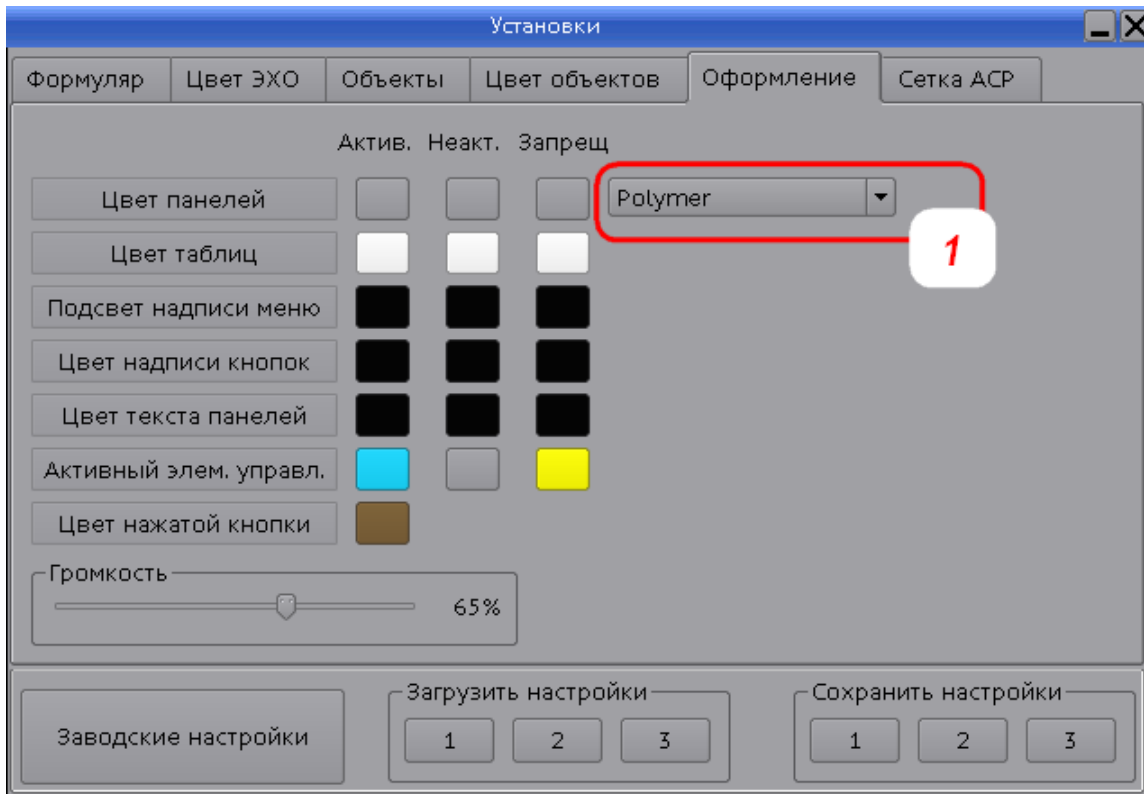 Установки
Формуляр Цвет ЭХО Объекты Цвет объектов Оформление Сетка АСР
Актив. Неакт. Запрещ
Цвет панелей Polymer
1
Цвет таблиц
Подсвет надписи меню
Цвет надписи кнопок
Цвет текста панелей
Активный элем. управл.
Цвет нажатой кнопки
Громкость
65%
Заводские настройки
Загрузить настройки
1 2 3
Сохранить настройки
1 2 3